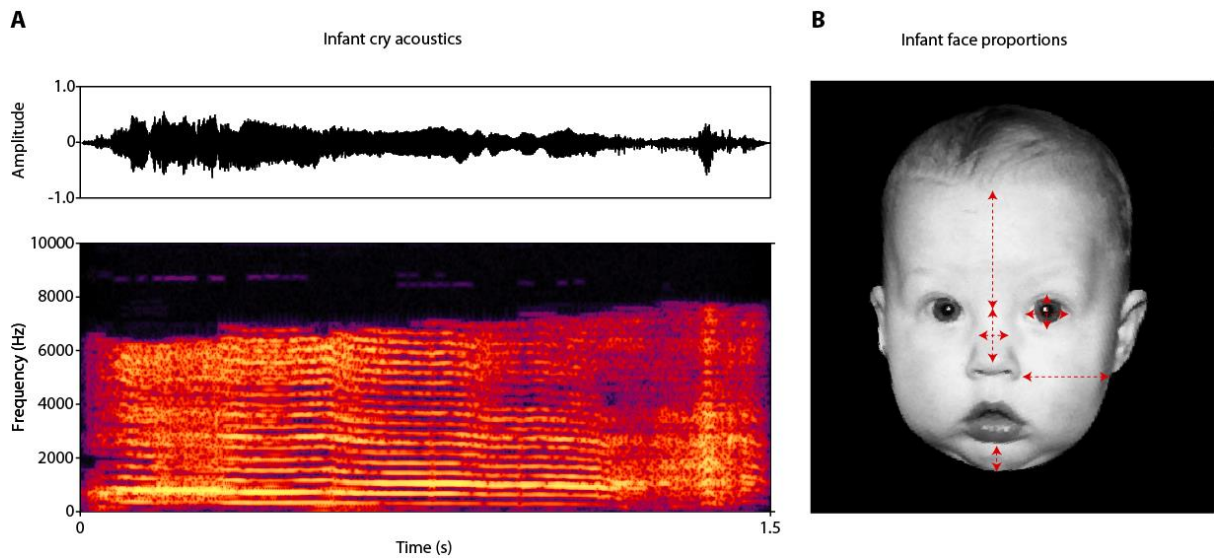 A
Infant cry acoustics
Amplitude
1.0
0
-1.0
Frequency (Hz)
10000
8000
6000
4000
2000
0
0
1.5
Time (s)
B
Infant face proportions